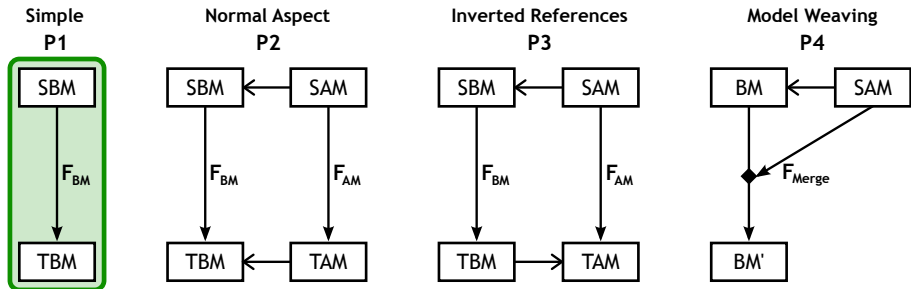 Simple
P1
SBM
F_BM
TBM
Normal Aspect
P2
SBM SAM
F_BM F_AM
TBM TAM
Inverted References
P3
SBM SAM
F_BM F_AM
TBM TAM
Model Weaving
P4
BM SAM
F_Merge
BM'